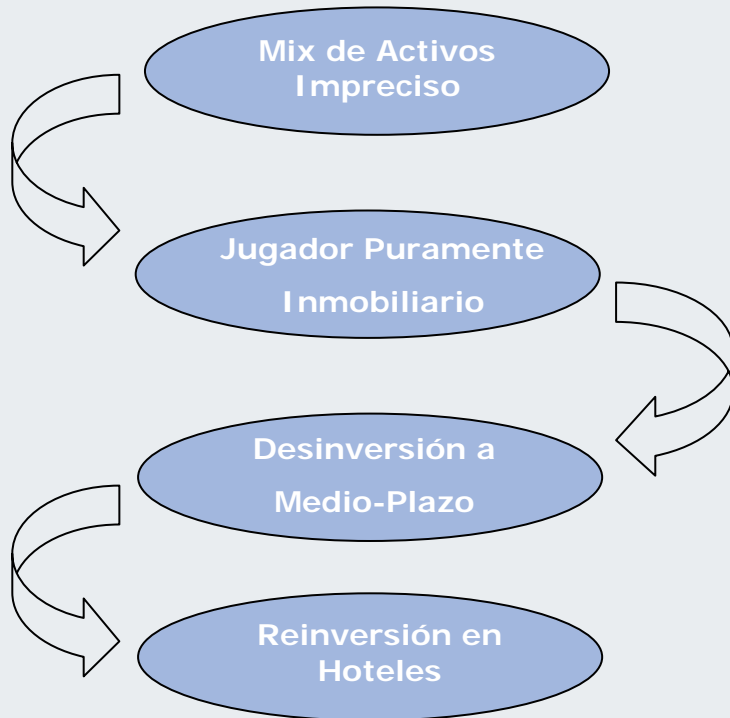 Mix de Activos
Impreciso
Jugador Puramente
Inmobiliario
Desinversión a
Medio-Plazo
Reinversión en
Hoteles